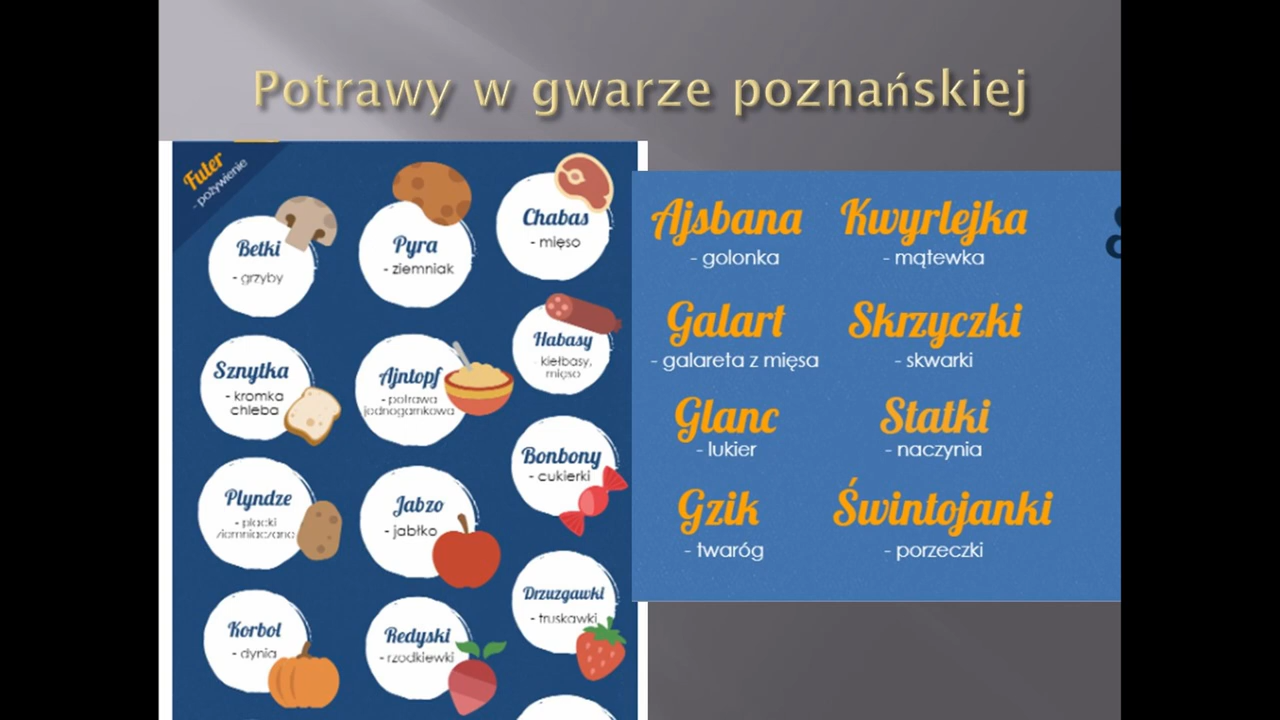 Potrawy w gwarze poznańskiej
Futer
- pożywienie
Betki
- grzyby
Pyra
- ziemniak
Chabas
- mięso
Sznytka
- kromka
chleba
Ajntopf
- potrawa
jednogarnkowa
Habasy
kiełbasy,
mięso
Plyndze
- placki
ziemniaczane
Jabzo
- jabłko
Bonbony
- cukierki
Korbol
- dynia
Redyski
- rzodkiewki
Drzuzgawki
- truskawki
Ajsbana
- golonka
Kwyrlejka
- mątewka
Galart
- galareta z mięsa
Skrzyczki
- skwarki
Glanc
- lukier
Statki
- naczynia
Gzik
- twaróg
Świntojanki
- porzeczki